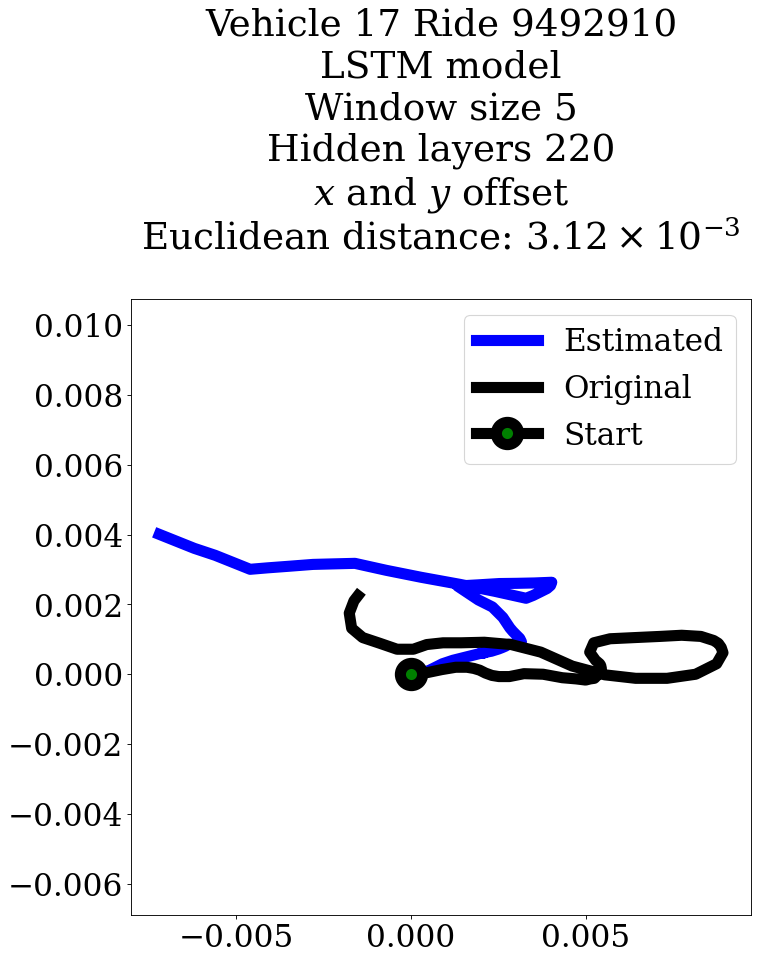 Vehicle 17 Ride 9492910
LSTM model
Window size 5
Hidden layers 220
x and y offset
Euclidean distance: 3.12 × 10⁻³
Estimated
Original
Start
0.010
0.008
0.006
0.004
0.002
0.000
−0.002
−0.004
−0.006
−0.005 0.000 0.005